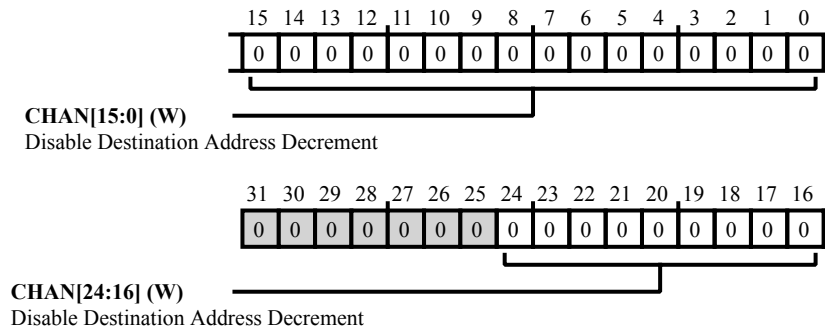 15 14 13 12 11 10 9 8 7 6 5 4 3 2 1 0
0 0 0 0 0 0 0 0 0 0 0 0 0 0 0 0
CHAN[15:0] (W)
Disable Destination Address Decrement
31 30 29 28 27 26 25 24 23 22 21 20 19 18 17 16
0 0 0 0 0 0 0 0 0 0 0 0 0 0 0 0
CHAN[24:16] (W)
Disable Destination Address Decrement